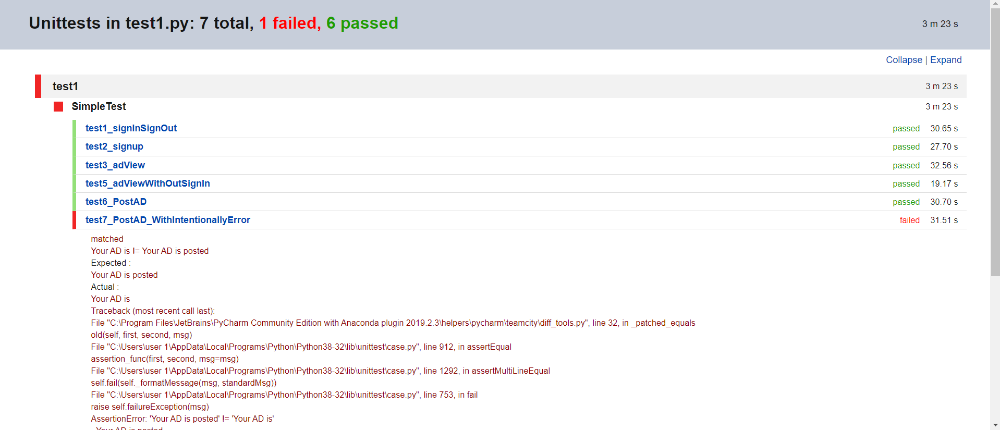 Unittests in test1.py: 7 total, 1 failed, 6 passed 3 m 23 s
Collapse | Expand
test1 3 m 23 s
SimpleTest 3 m 23 s
test1_signInSignOut passed 30.65 s
test2_signup passed 27.70 s
test3_adView passed 32.56 s
test5_adViewWithOutSignIn passed 19.17 s
test6_PostAD passed 30.70 s
test7_PostAD_WithIntentionallyError failed 31.51 s
matched
Your AD is != Your AD is posted
Expected :
Your AD is posted
Actual :
Your AD is
Traceback (most recent call last):
File "C:\Program Files\JetBrains\PyCharm Community Edition with Anaconda plugin 2019.2.3\helpers\pycharm\teamcity\diff_tools.py", line 32, in _patched_equals
old(self, first, second, msg)
File "C:\Users\user 1\AppData\Local\Programs\Python\Python38-32\lib\unittest\case.py", line 912, in assertEqual
assertion_func(first, second, msg=msg)
File "C:\Users\user 1\AppData\Local\Programs\Python\Python38-32\lib\unittest\case.py", line 1292, in assertMultiLineEqual
self.fail(self._formatMessage(msg, standardMsg))
File "C:\Users\user 1\AppData\Local\Programs\Python\Python38-32\lib\unittest\case.py", line 753, in fail
raise self.failureException(msg)
AssertionError: 'Your AD is posted' != 'Your AD is'
- Your AD is posted